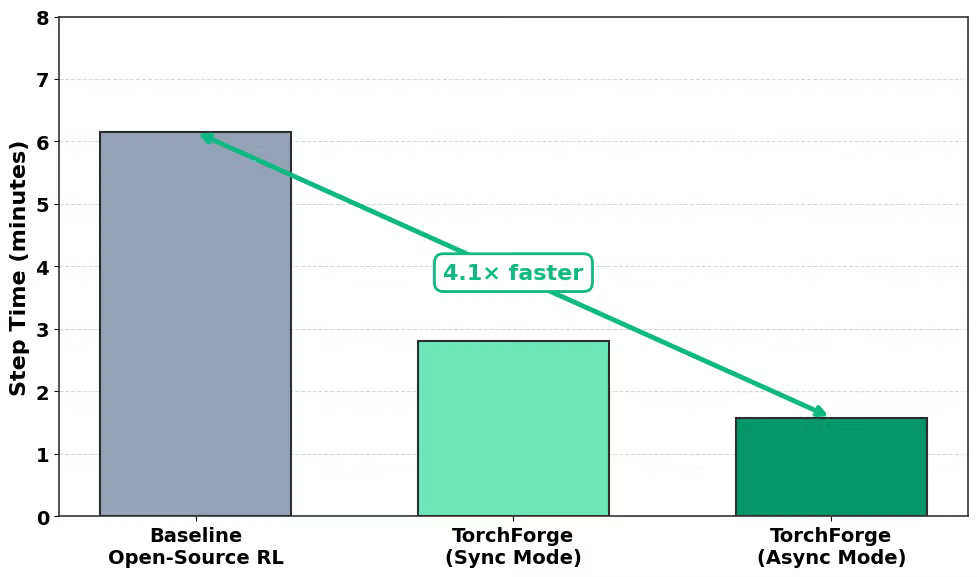 8
7
6
5
4
3
2
1
0
Step Time (minutes)
4.1× faster
Baseline
Open-Source RL
TorchForge
(Sync Mode)
TorchForge
(Async Mode)